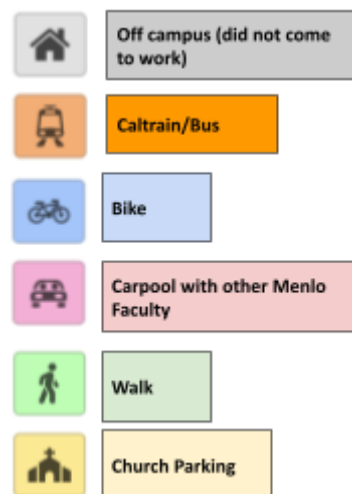 Off campus (did not come
to work)
Caltrain/Bus
Bike
Carpool with other Menlo
Faculty
Walk
Church Parking